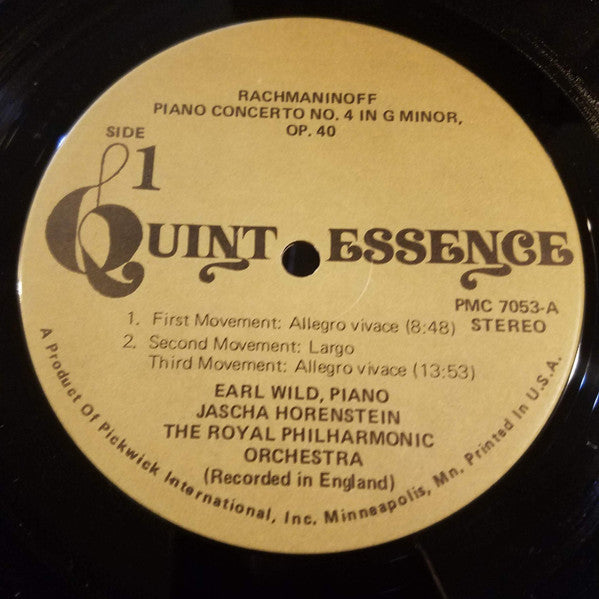 RACHMANINOFF
PIANO CONCERTO NO. 4 IN G MINOR,
OP. 40
SIDE
1
QUINTESSENCE
PMC 7053-A
STEREO
1. First Movement: Allegro vivace (8:48)
2. Second Movement: Largo
Third Movement: Allegro vivace (13:53)
EARL WILD, PIANO
JASCHA HORENSTEIN
THE ROYAL PHILHARMONIC
ORCHESTRA
(Recorded in England)
A Product Of Pickwick International, Inc. Minneapolis, Mn. Printed In U.S.A.